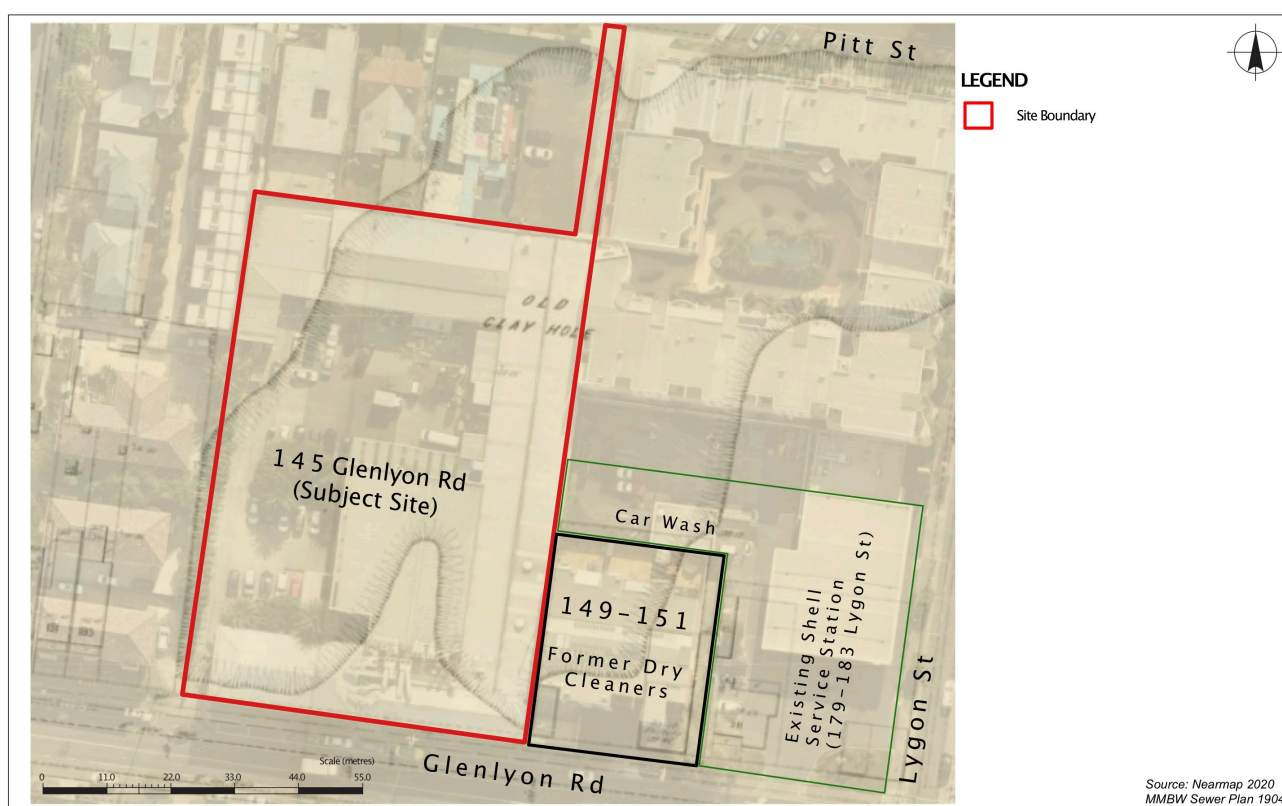 Pitt St
LEGEND
Site Boundary
OLD
CLAY HOLE
145 Glenlyon Rd
(Subject Site)
Car Wash
149-151
Former Dry
Cleaners
Existing Shell
Service Station
(179-183 Lygon St)
Lygon St
Glenlyon Rd
Scale (metres)
0 11.0 22.0 33.0 44.0 55.0
Source: Nearmap 2020
MMBW Sewer Plan 1904